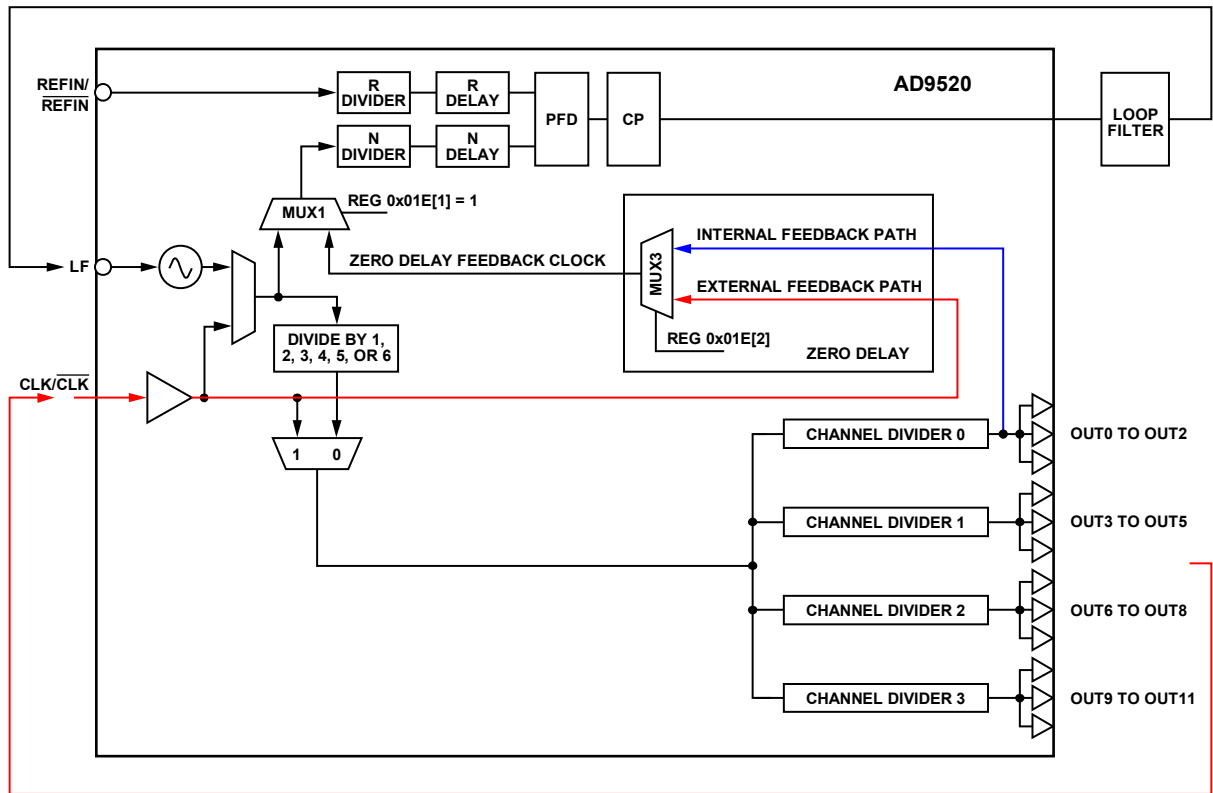 AD9520
REFIN/
REFIN
R
DIVIDER
R
DELAY
PFD
CP
LOOP
FILTER
N
DIVIDER
N
DELAY
REG 0x01E[1] = 1
MUX1
INTERNAL FEEDBACK PATH
LF
ZERO DELAY FEEDBACK CLOCK
MUX3
EXTERNAL FEEDBACK PATH
REG 0x01E[2]
ZERO DELAY
DIVIDE BY 1,
2, 3, 4, 5, OR 6
CLK/CLK
1 0
CHANNEL DIVIDER 0
OUT0 TO OUT2
CHANNEL DIVIDER 1
OUT3 TO OUT5
CHANNEL DIVIDER 2
OUT6 TO OUT8
CHANNEL DIVIDER 3
OUT9 TO OUT11